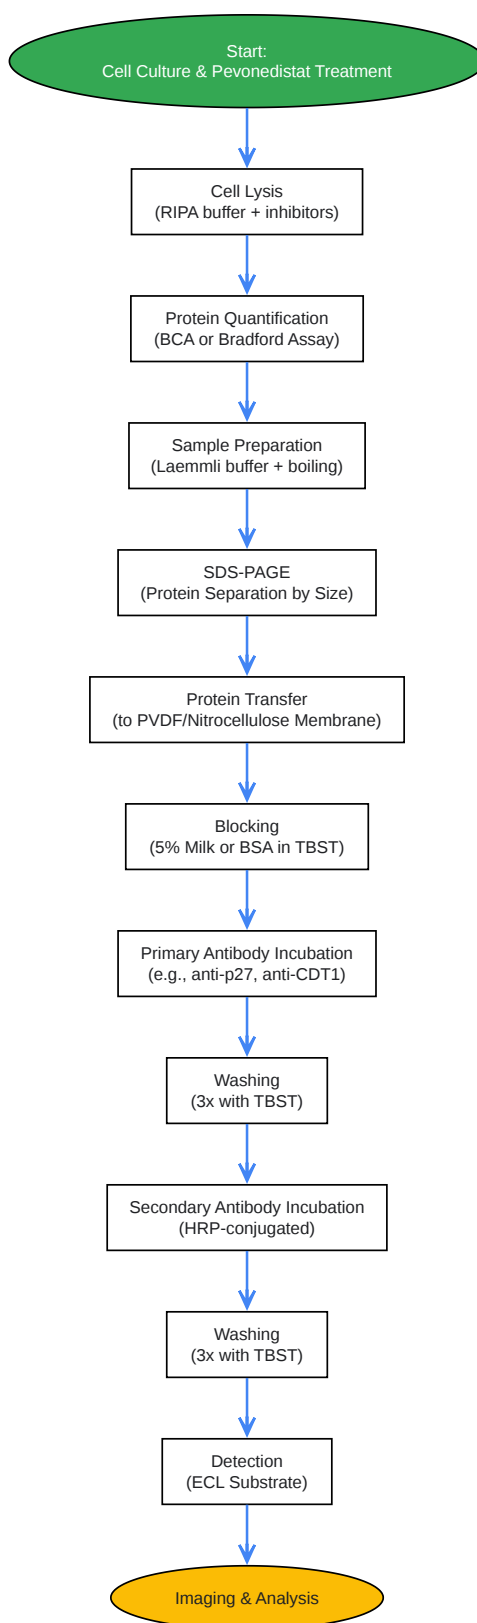 Start:
Cell Culture & Pevonedistat Treatment
Cell Lysis
(RIPA buffer + inhibitors)
Protein Quantification
(BCA or Bradford Assay)
Sample Preparation
(Laemmli buffer + boiling)
SDS-PAGE
(Protein Separation by Size)
Protein Transfer
(to PVDF/Nitrocellulose Membrane)
Blocking
(5% Milk or BSA in TBST)
Primary Antibody Incubation
(e.g., anti-p27, anti-CDT1)
Washing
(3x with TBST)
Secondary Antibody Incubation
(HRP-conjugated)
Washing
(3x with TBST)
Detection
(ECL Substrate)
Imaging & Analysis